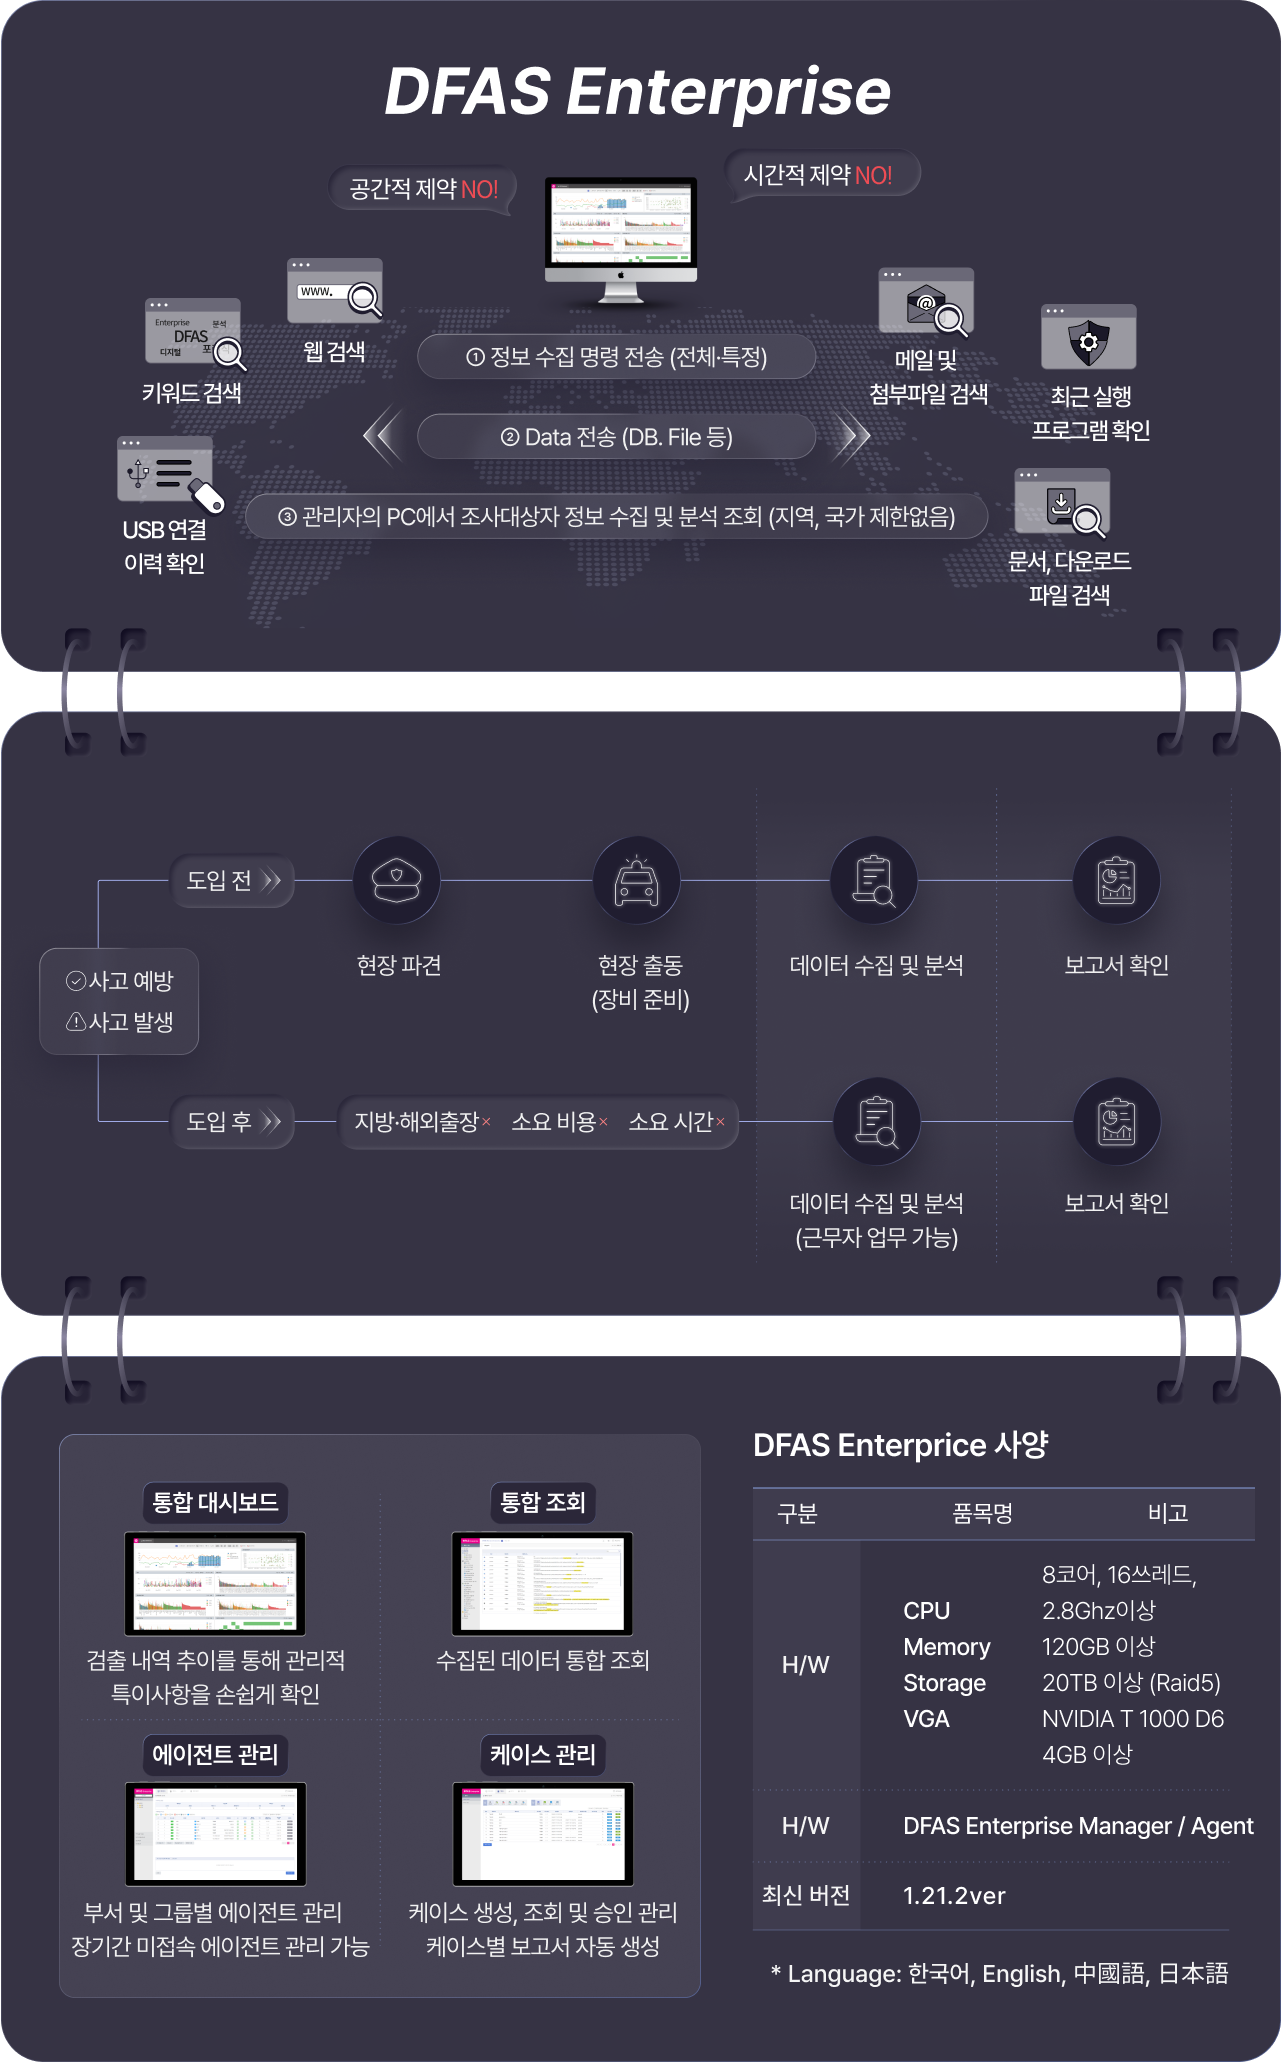 DFAS Enterprise
공간적 제약 NO!
시간적 제약 NO!
www.
웹 검색
Enterprise
분석
DFAS
디지털
키워드 검색
USB 연결
이력 확인
① 정보 수집 명령 전송 (전체·특정)
② Data 전송 (DB. File 등)
③ 관리자의 PC에서 조사대상자 정보 수집 및 분석 조회 (지역, 국가 제한없음)
메일 및
첨부파일 검색
최근 실행
프로그램 확인
문서, 다운로드
파일 검색
사고 예방
사고 발생
도입 전
현장 파견
현장 출동
(장비 준비)
데이터 수집 및 분석
보고서 확인
도입 후
지방·해외출장× 소요 비용× 소요 시간×
데이터 수집 및 분석
(근무자 업무 가능)
보고서 확인
통합 대시보드
검출 내역 추이를 통해 관리적
특이사항을 손쉽게 확인
통합 조회
수집된 데이터 통합 조회
에이전트 관리
부서 및 그룹별 에이전트 관리
장기간 미접속 에이전트 관리 가능
케이스 관리
케이스 생성, 조회 및 승인 관리
케이스별 보고서 자동 생성
DFAS Enterprice 사양
구분 품목명 비고
H/W
8코어, 16쓰레드,
CPU 2.8Ghz이상
Memory 120GB 이상
Storage 20TB 이상 (Raid5)
VGA NVIDIA T 1000 D6
4GB 이상
H/W DFAS Enterprise Manager / Agent
최신 버전 1.21.2ver
* Language: 한국어, English, 中國語, 日本語